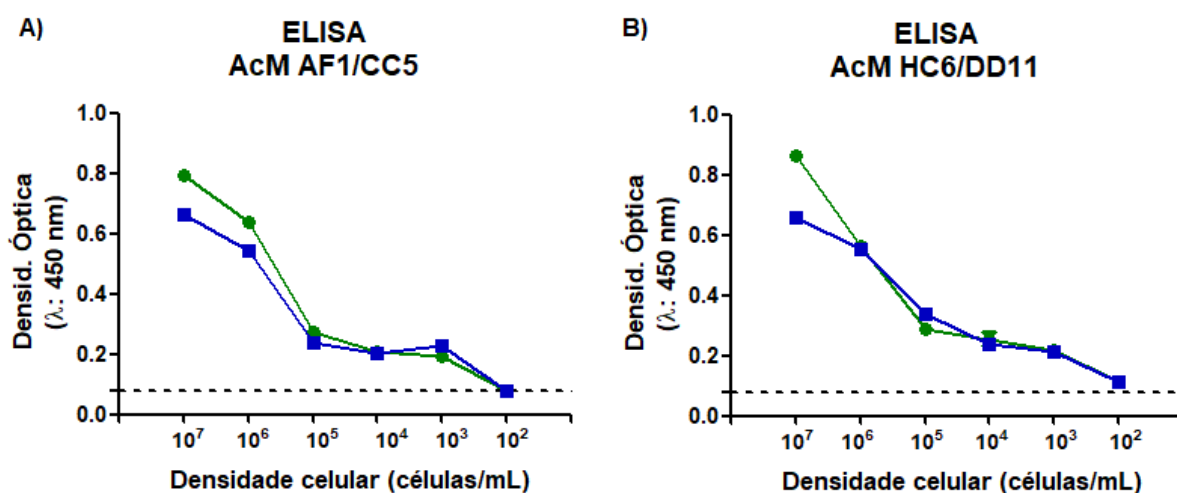 A)
ELISA
AcM AF1/CC5
Densid. Óptica
(λ: 450 nm)
1.0
0.8
0.6
0.4
0.2
0.0
10⁷ 10⁶ 10⁵ 10⁴ 10³ 10²
Densidade celular (células/mL)
B)
ELISA
AcM HC6/DD11
Densid. Óptica
(λ: 450 nm)
1.0
0.8
0.6
0.4
0.2
0.0
10⁷ 10⁶ 10⁵ 10⁴ 10³ 10²
Densidade celular (células/mL)